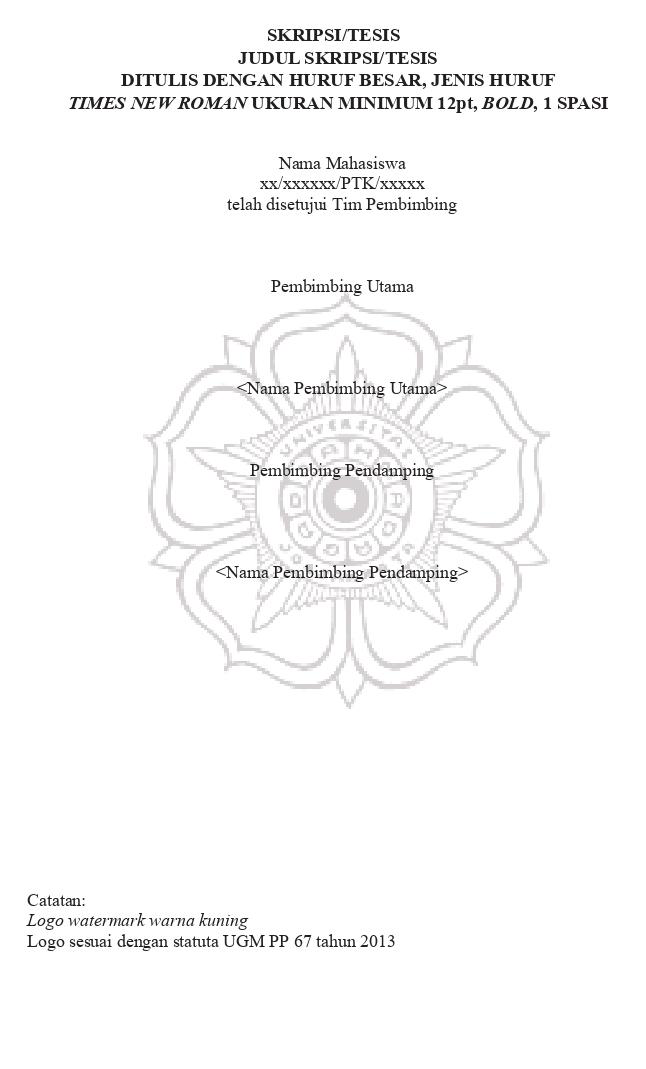 SKRIPSI/TESIS
JUDUL SKRIPSI/TESIS
DITULIS DENGAN HURUF BESAR, JENIS HURUF
TIMES NEW ROMAN UKURAN MINIMUM 12pt, BOLD, 1 SPASI
Nama Mahasiswa
xx/xxxxxx/PTK/xxxxx
telah disetujui Tim Pembimbing
Pembimbing Utama
<Nama Pembimbing Utama>
UNIVERSITAS
Pembimbing Pendamping
<Nama Pembimbing Pendamping>
Catatan:
Logo watermark warna kuning
Logo sesuai dengan statuta UGM PP 67 tahun 2013